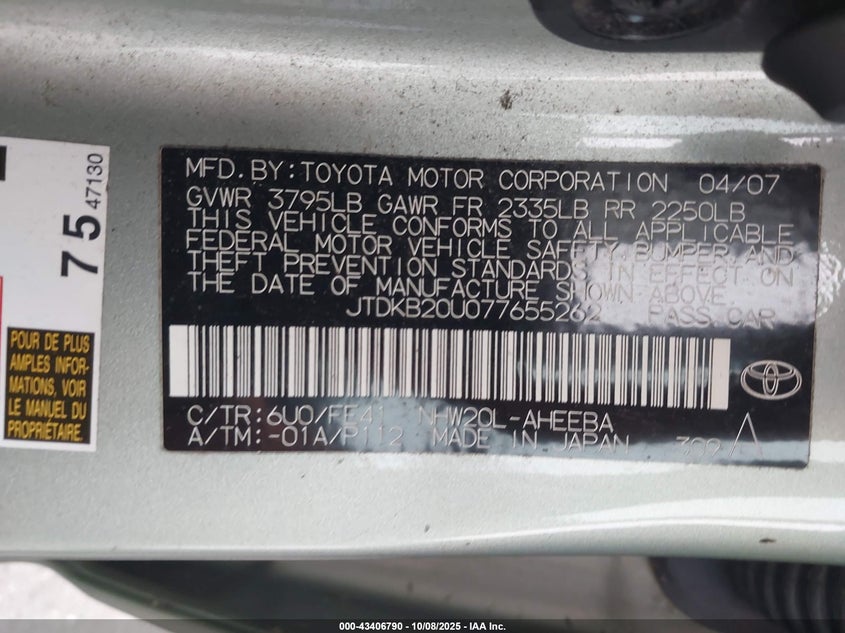 MFD. BY: TOYOTA MOTOR CORPORATION 04/07
GVWR 3795LB GAWR FR 2335LB RR 2250LB
THIS VEHICLE CONFORMS TO ALL APPLICABLE
FEDERAL MOTOR VEHICLE SAFETY, BUMPER, AND
THEFT PREVENTION STANDARDS IN EFFECT ON
THE DATE OF MANUFACTURE SHOWN ABOVE.
JTDKB20U077655262 PASS.CAR
C/TR: 6U0/FE41 NHW20L-AHEEBA
A/TM: -01A/P112 MADE IN JAPAN A
75
47130
POUR DE PLUS
AMPLES INFOR-
MATIONS, VOIR
LE MANUEL DU
PROPRIÉTAIRE.
000-43406790 - 10/08/2025 - IAA Inc.